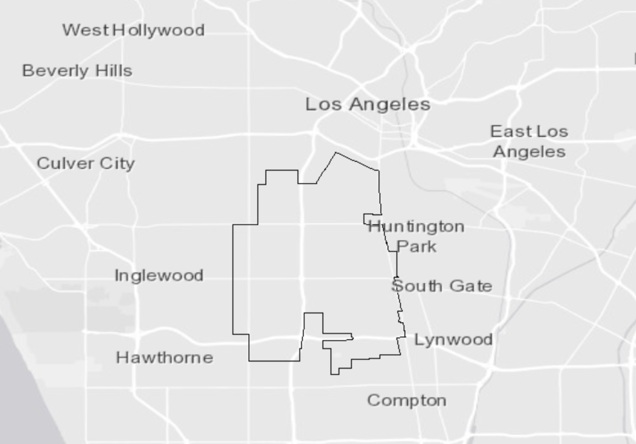 West Hollywood
Beverly Hills
Los Angeles
East Los
Angeles
Culver City
Huntington
Park
Inglewood
South Gate
Lynwood
Hawthorne
Compton